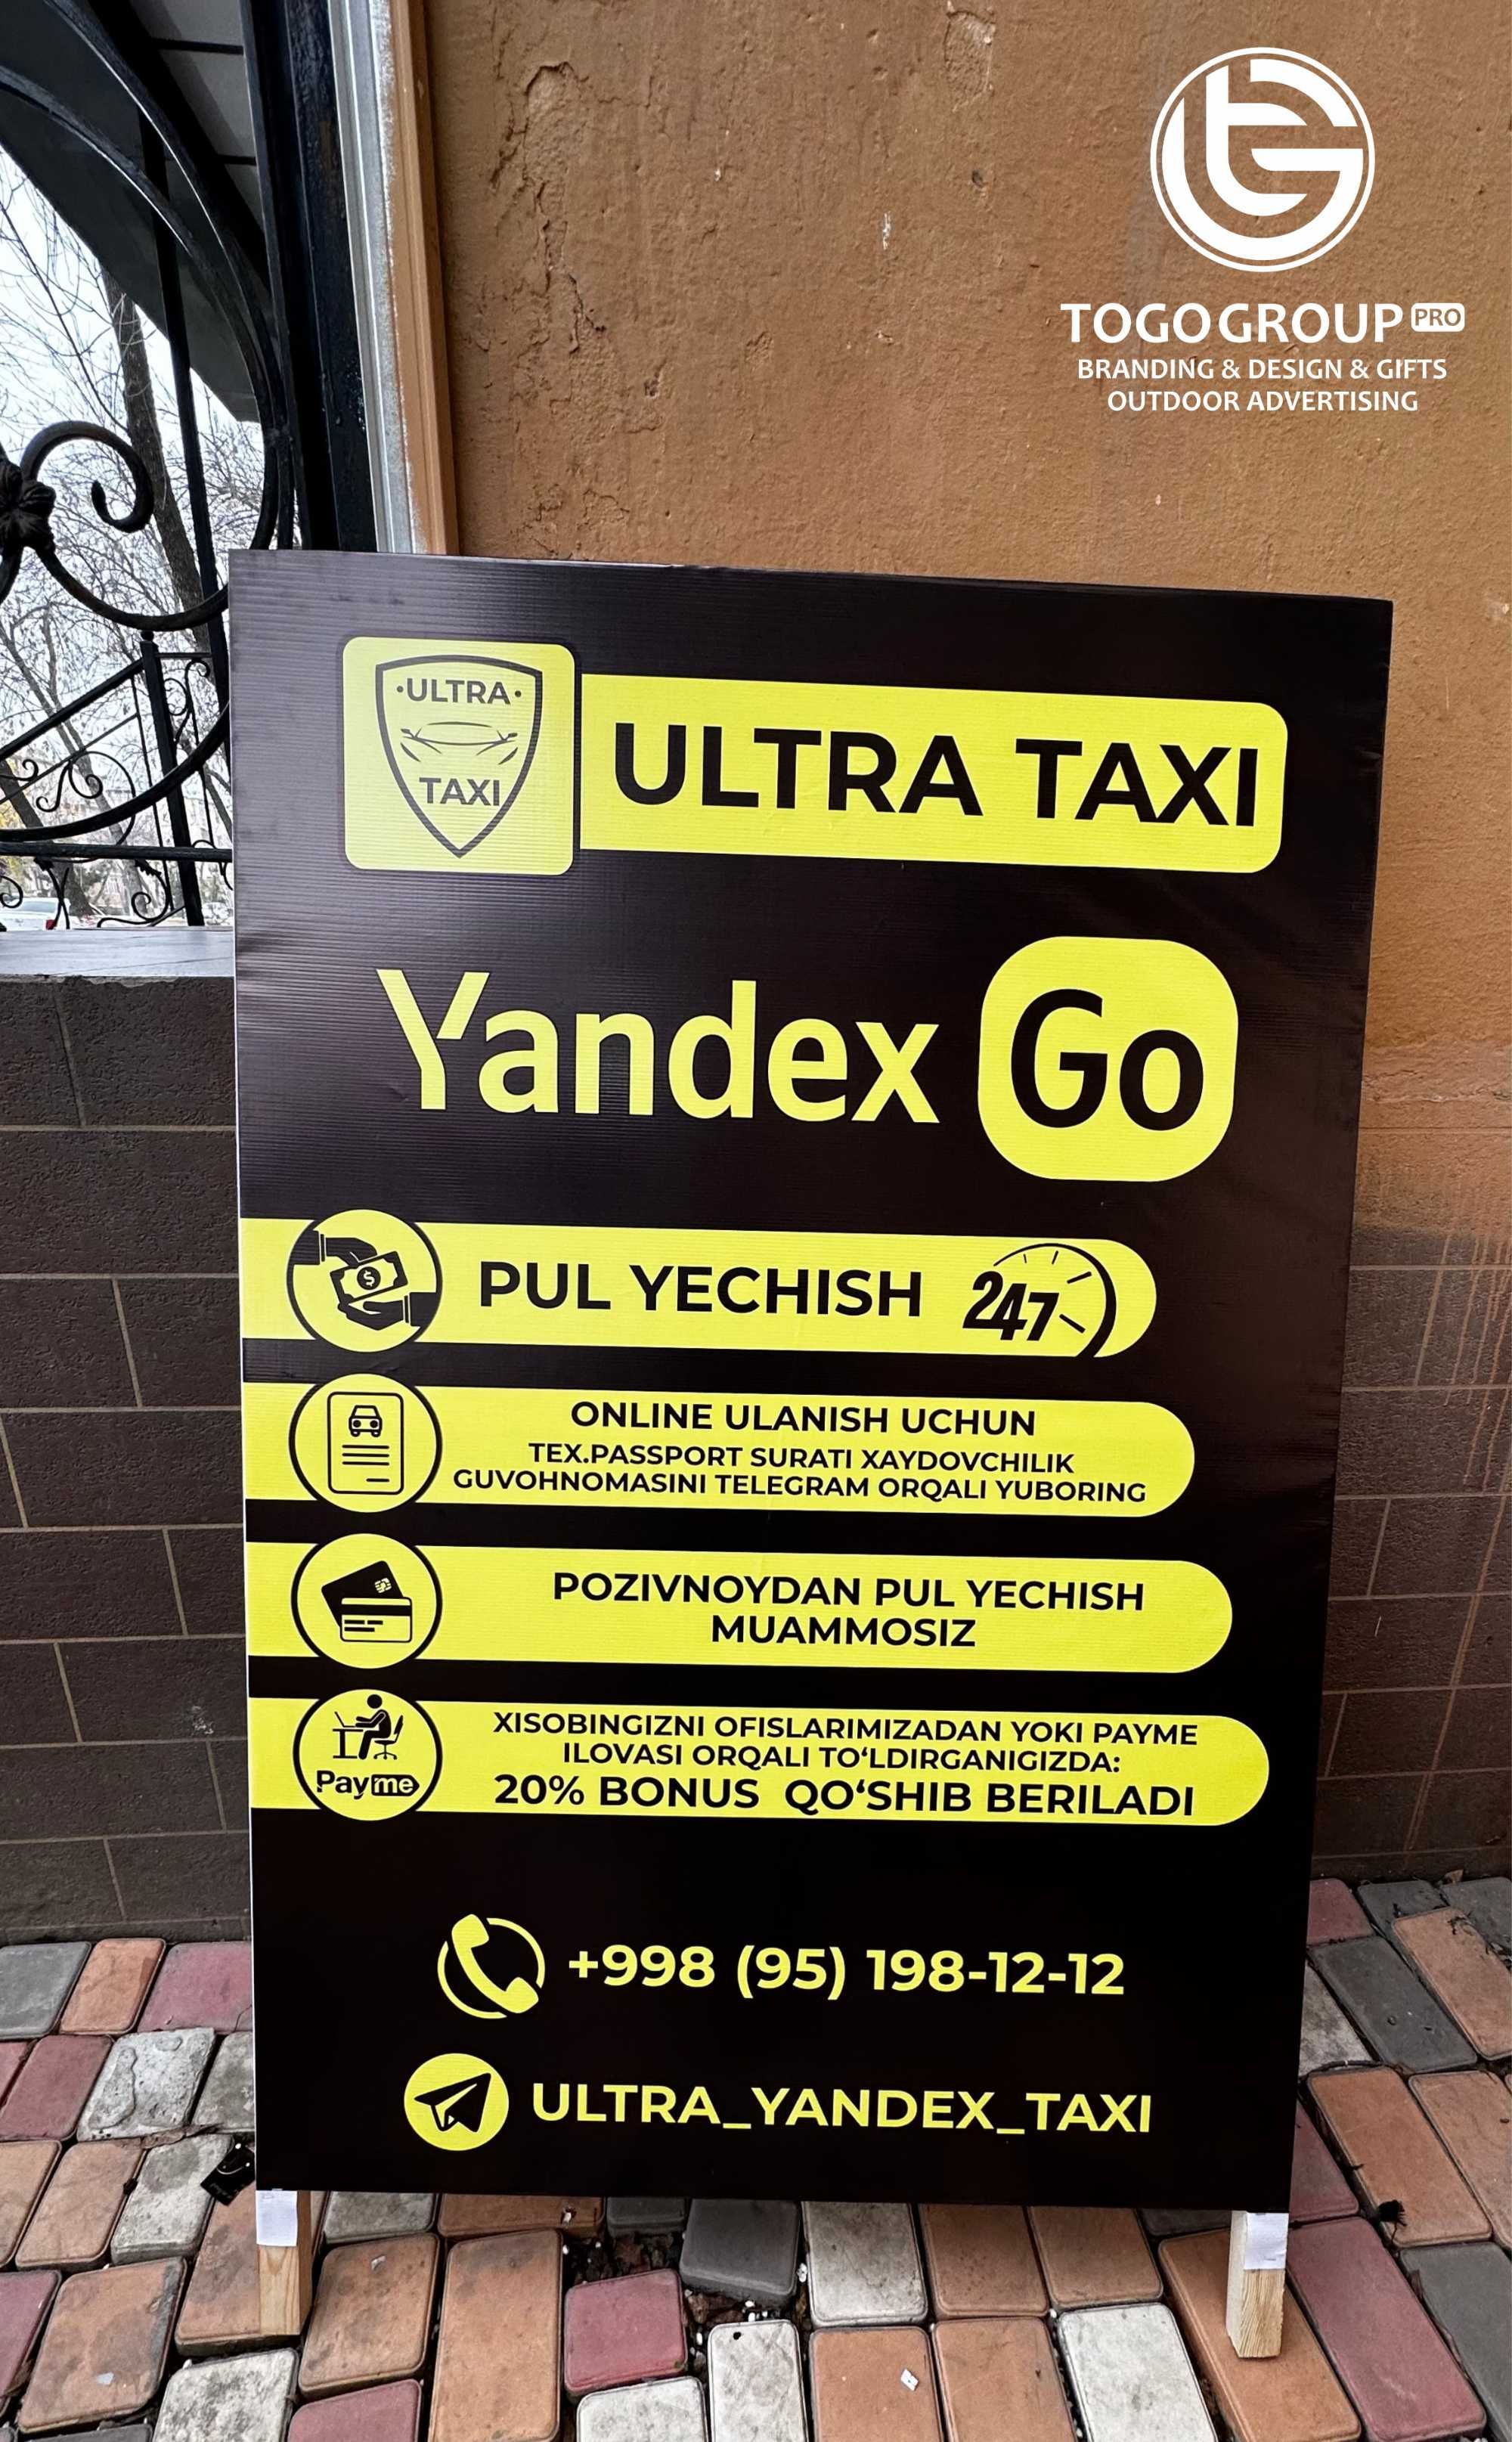 TOGO GROUP PRO
BRANDING & DESIGN & GIFTS
OUTDOOR ADVERTISING
·ULTRA·
TAXI
ULTRA TAXI
Yandex Go
PUL YECHISH 247
ONLINE ULANISH UCHUN
TEX.PASSPORT SURATI XAYDOVCHILIK
GUVOHNOMASINI TELEGRAM ORQALI YUBORING
POZIVNOYDAN PUL YECHISH
MUAMMOSIZ
Payme
XISOBINGIZNI OFISLARIMIZADAN YOKI PAYME
ILOVASI ORQALI TO‘LDIRGANIGIZDA:
20% BONUS QO‘SHIB BERILADI
+998 (95) 198-12-12
ULTRA_YANDEX_TAXI